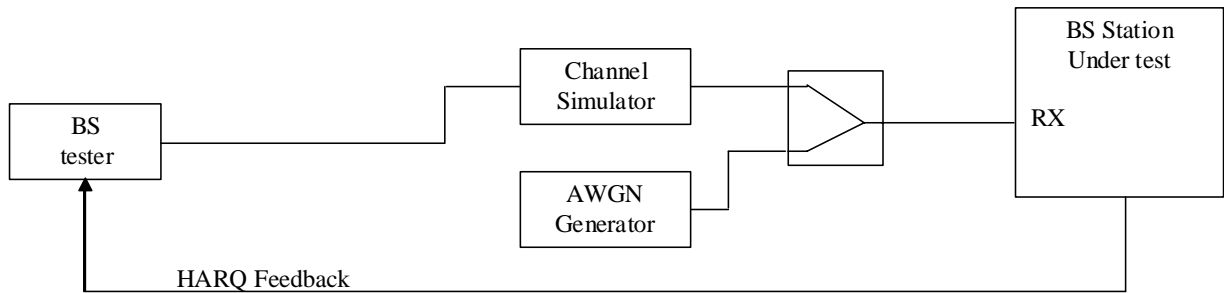 BS Station
Under test
Channel
Simulator
RX
BS
tester
AWGN
Generator
HARQ Feedback